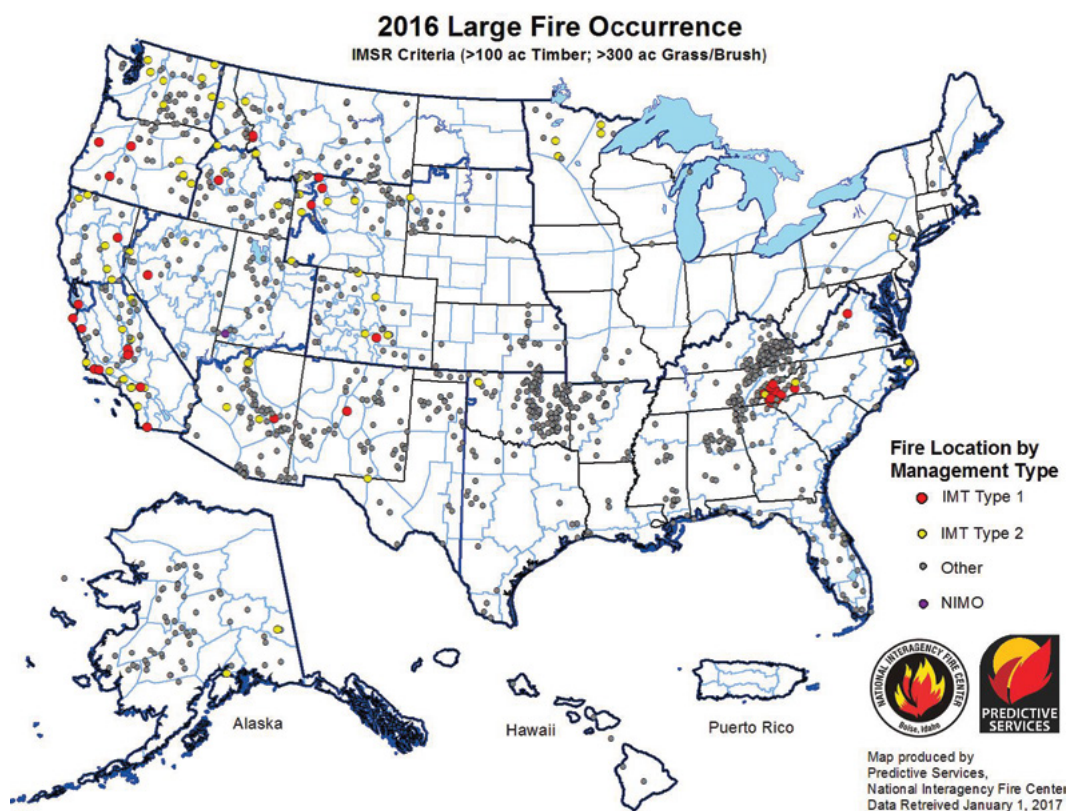 2016 Large Fire Occurrence
IMSR Criteria (>100 ac Timber; >300 ac Grass/Brush)
Fire Location by
Management Type
IMT Type 1
IMT Type 2
Other
NIMO
Alaska
Hawaii
Puerto Rico
NATIONAL INTERAGENCY FIRE CENTER
Boise, Idaho
PREDICTIVE
SERVICES
Map produced by
Predictive Services,
National Interagency Fire Center
Data Retreived January 1, 2017